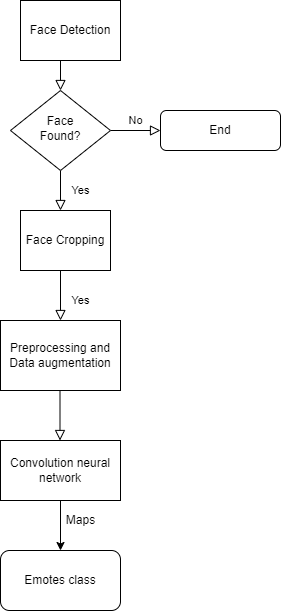 Face Detection
Face
Found?
No
End
Yes
Face Cropping
Yes
Preprocessing and
Data augmentation
Convolution neural
network
Maps
Emotes class